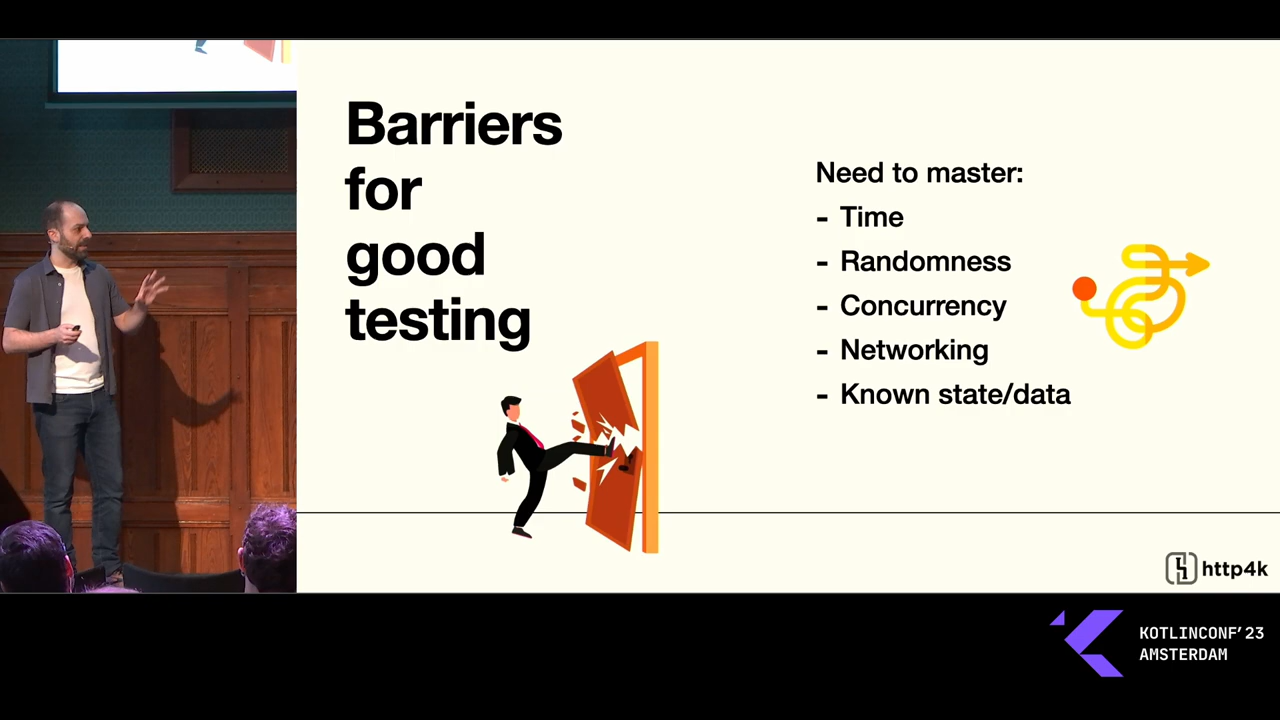 Barriers
for
good
testing
Need to master:
- Time
- Randomness
- Concurrency
- Networking
- Known state/data
http4k
KOTLINCONF'23
AMSTERDAM